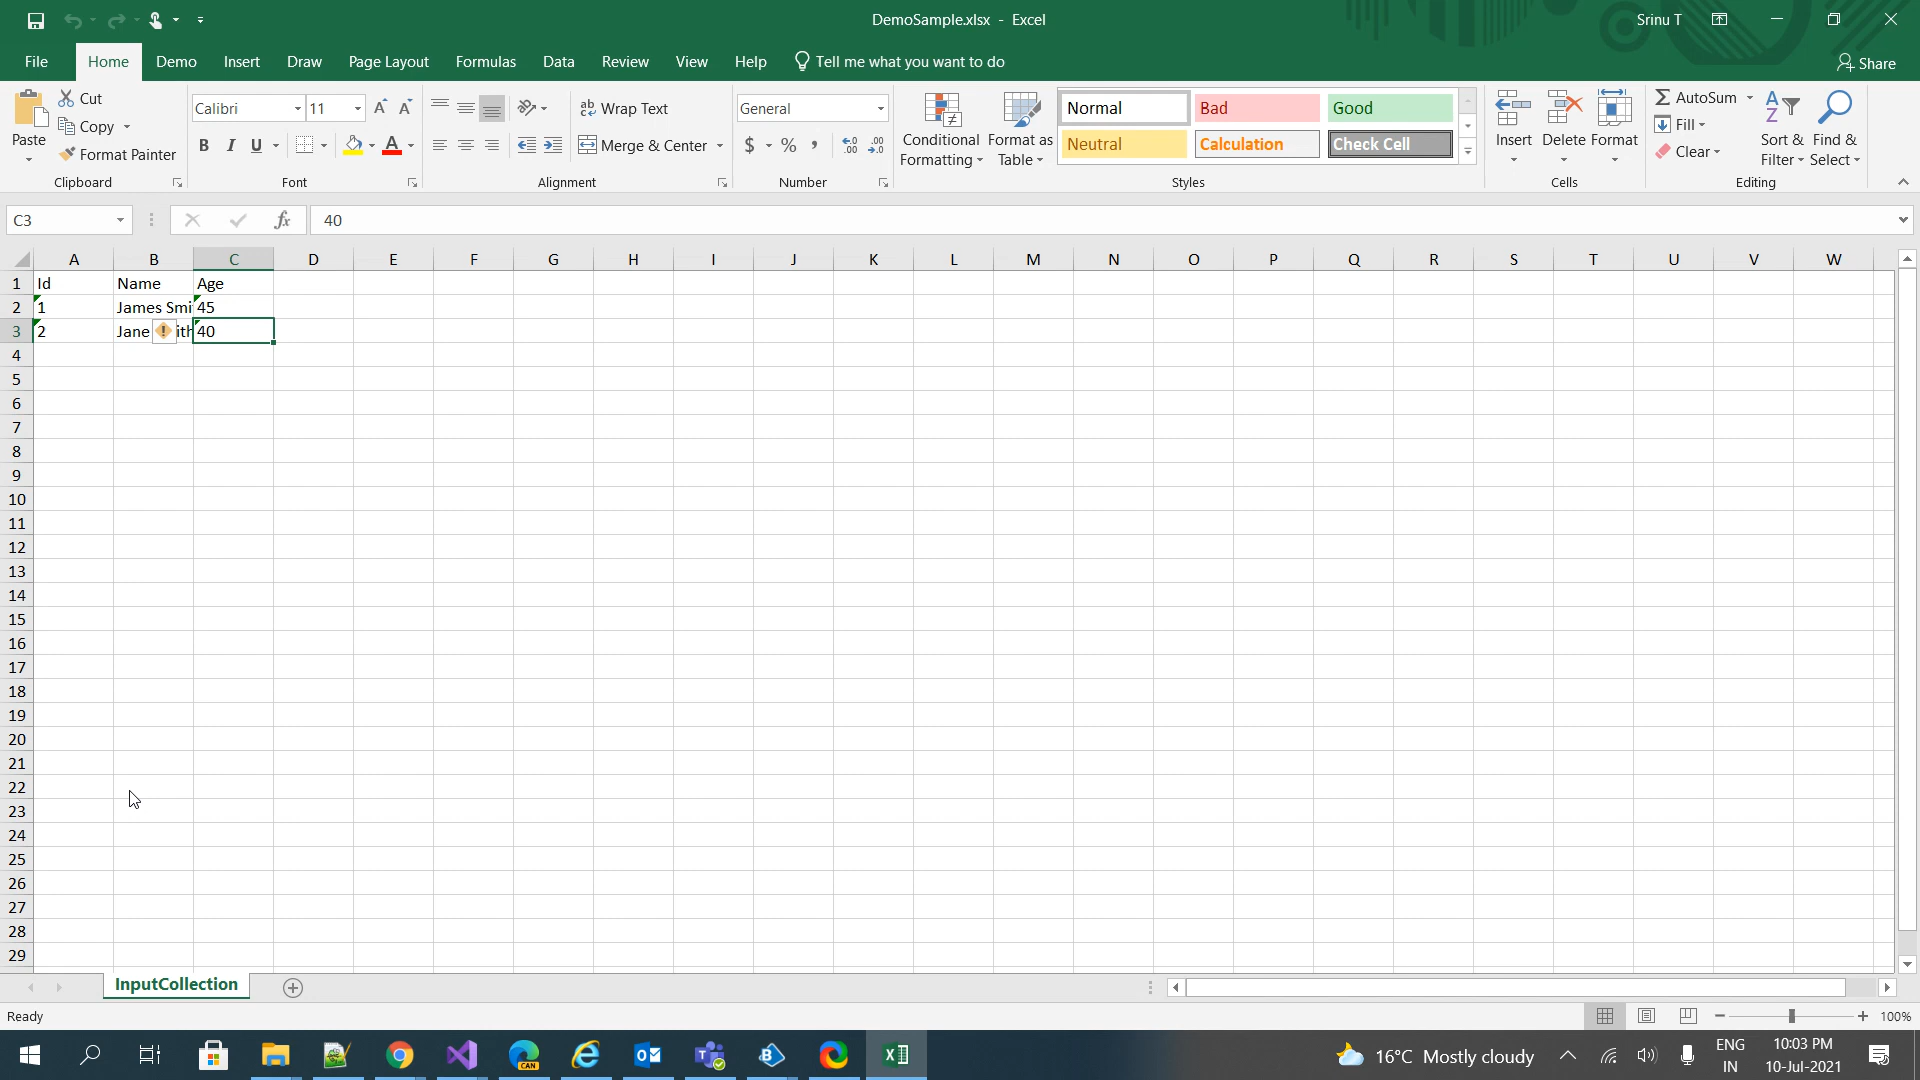 DemoSample.xlsx - Excel
Srinu T
File Home Demo Insert Draw Page Layout Formulas Data Review View Help Tell me what you want to do Share
Paste
Cut
Copy
Format Painter
Clipboard
Calibri 11 A A
B I U A
Font
ab Wrap Text
Merge & Center
Alignment
General
$ % , .00 .00
Number
Conditional Formatting
Format as Table
Normal Bad Good
Neutral Calculation Check Cell
Styles
Insert Delete Format
Cells
AutoSum
Fill
Clear
Sort & Filter
Find & Select
Editing
C3 fx 40
A B C D E F G H I J K L M N O P Q R S T U V W
1 Id Name Age
2 1 James Smi 45
3 2 Jane ith 40
4
5
6
7
8
9
10
11
12
13
14
15
16
17
18
19
20
21
22
23
24
25
26
27
28
29
InputCollection
Ready
100%
CAN
16°C Mostly cloudy
ENG
IN
10:03 PM
10-Jul-2021